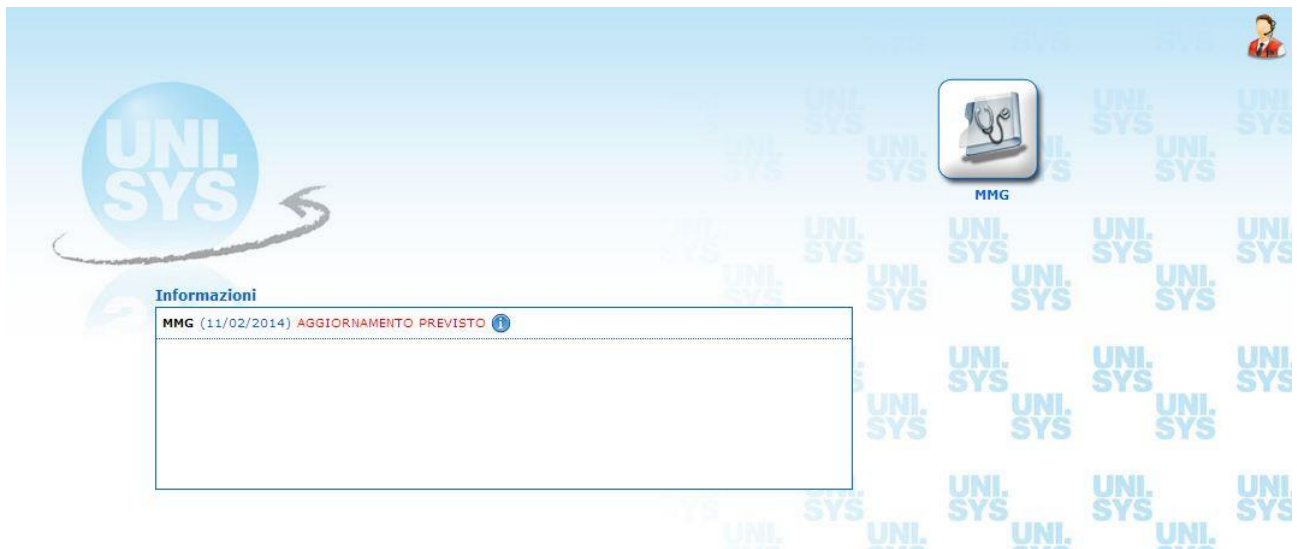 UNI.
SYS
MMG
Informazioni
MMG (11/02/2014) AGGIORNAMENTO PREVISTO